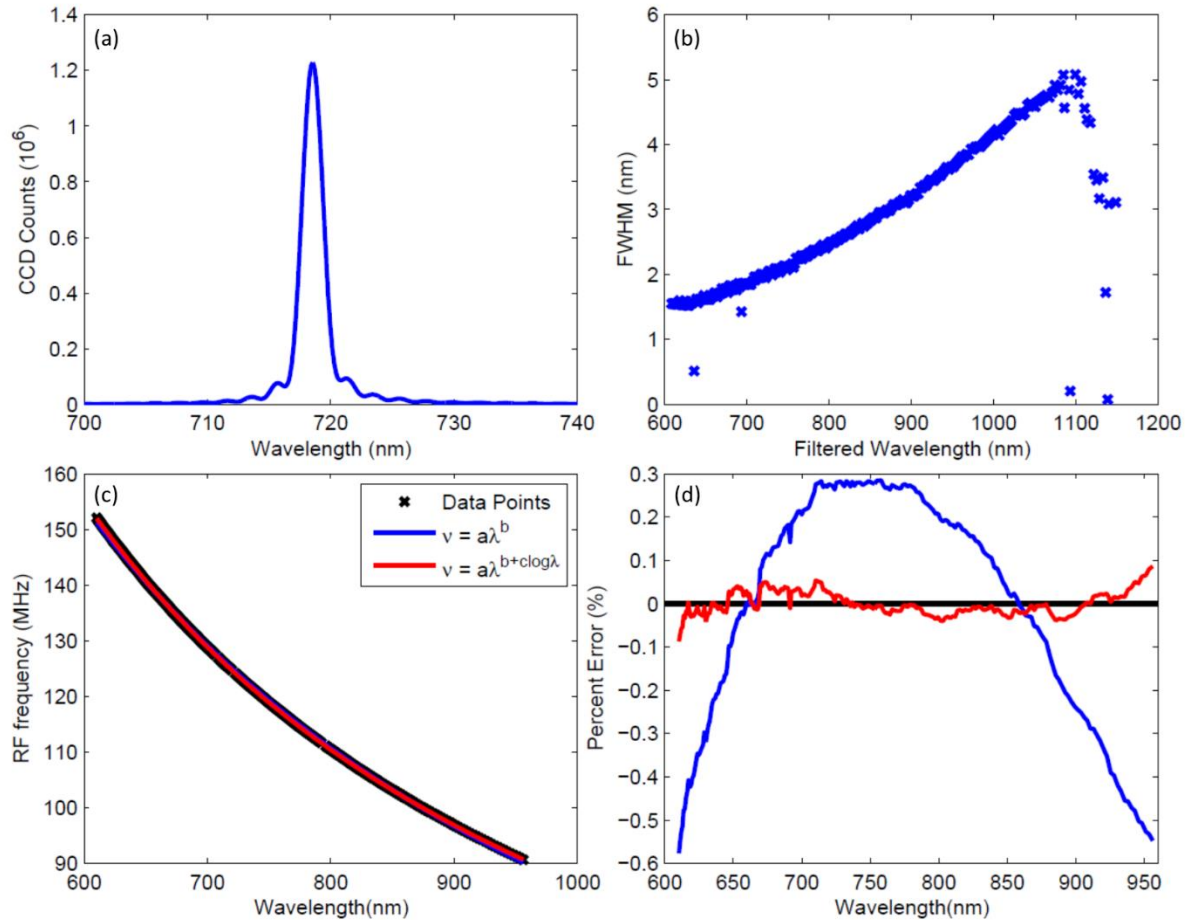 (a)
CCD Counts (10^6)
1.4
1.2
1
0.8
0.6
0.4
0.2
0
700 710 720 730 740
Wavelength (nm)
(b)
FWHM (nm)
6
5
4
3
2
1
0
600 700 800 900 1000 1100 1200
Filtered Wavelength (nm)
(c)
RF frequency (MHz)
160
150
140
130
120
110
100
90
Data Points
ν = aλ^b
ν = aλ^{b+clogλ}
600 700 800 900 1000
Wavelength(nm)
(d)
Percent Error (%)
0.3
0.2
0.1
0
−0.1
−0.2
−0.3
−0.4
−0.5
−0.6
600 650 700 750 800 850 900 950
Wavelength(nm)